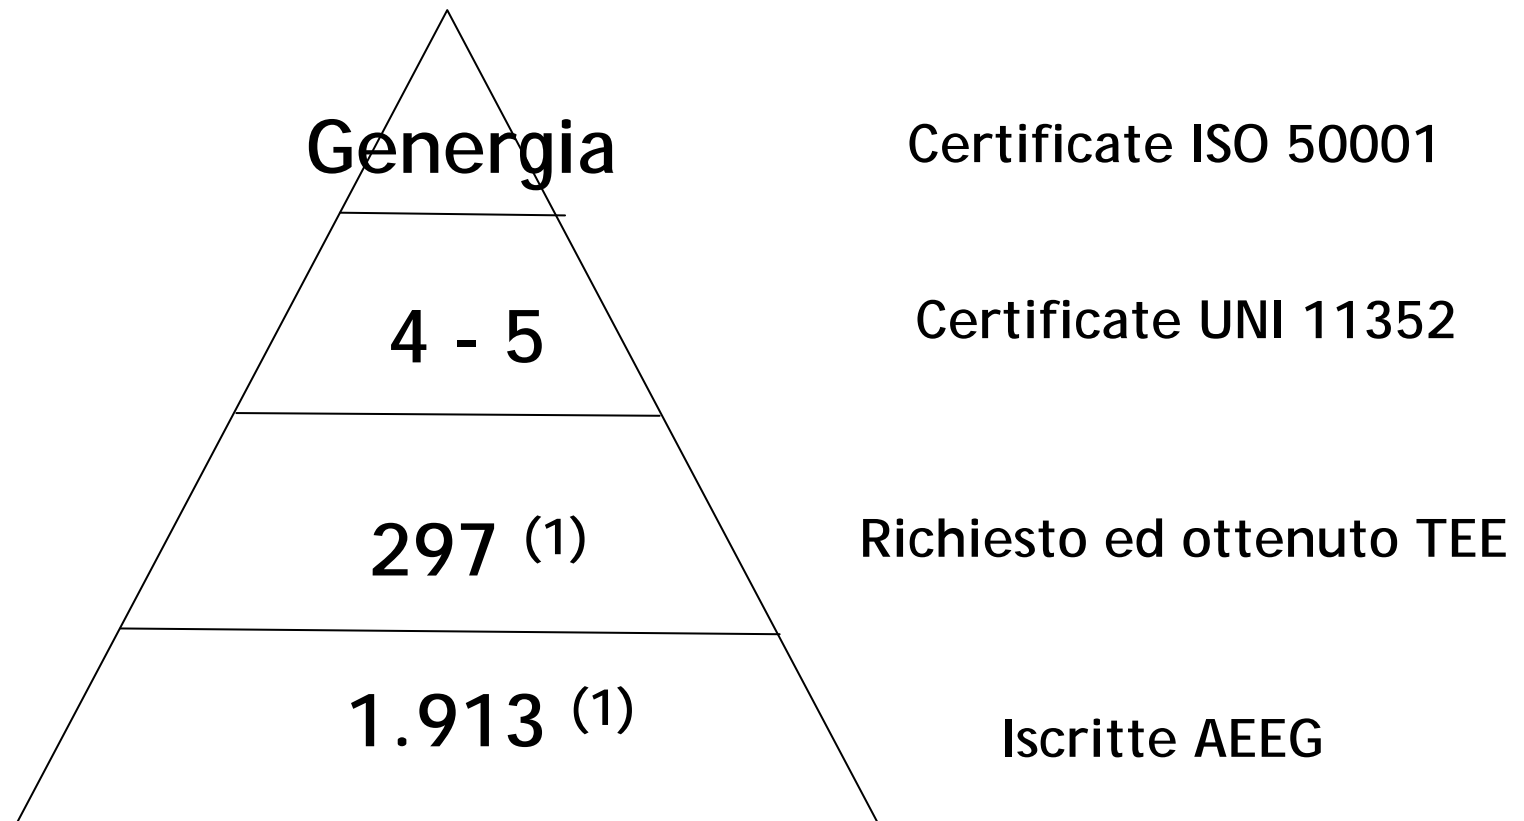 Genergia
Certificate ISO 50001
4 - 5
Certificate UNI 11352
297 (1)
Richiesto ed ottenuto TEE
1.913 (1)
Iscritte AEEG